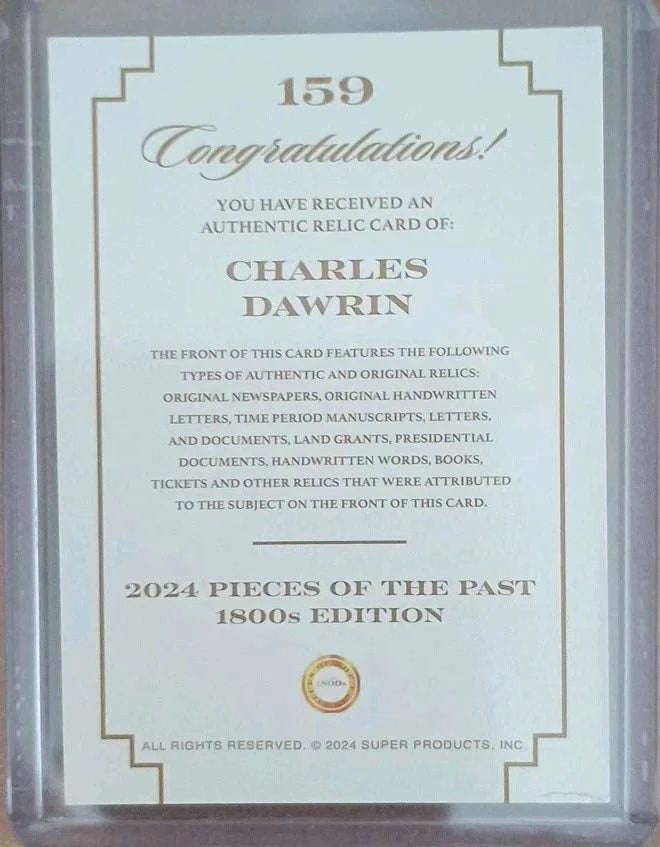 159
Congratulations!
YOU HAVE RECEIVED AN
AUTHENTIC RELIC CARD OF:
CHARLES
DAWRIN
THE FRONT OF THIS CARD FEATURES THE FOLLOWING
TYPES OF AUTHENTIC AND ORIGINAL RELICS:
ORIGINAL NEWSPAPERS, ORIGINAL HANDWRITTEN
LETTERS, TIME PERIOD MANUSCRIPTS, LETTERS,
AND DOCUMENTS, LAND GRANTS, PRESIDENTIAL
DOCUMENTS, HANDWRITTEN WORDS, BOOKS,
TICKETS AND OTHER RELICS THAT WERE ATTRIBUTED
TO THE SUBJECT ON THE FRONT OF THIS CARD.
2024 PIECES OF THE PAST
1800s EDITION
1800s
ALL RIGHTS RESERVED. © 2024 SUPER PRODUCTS, INC